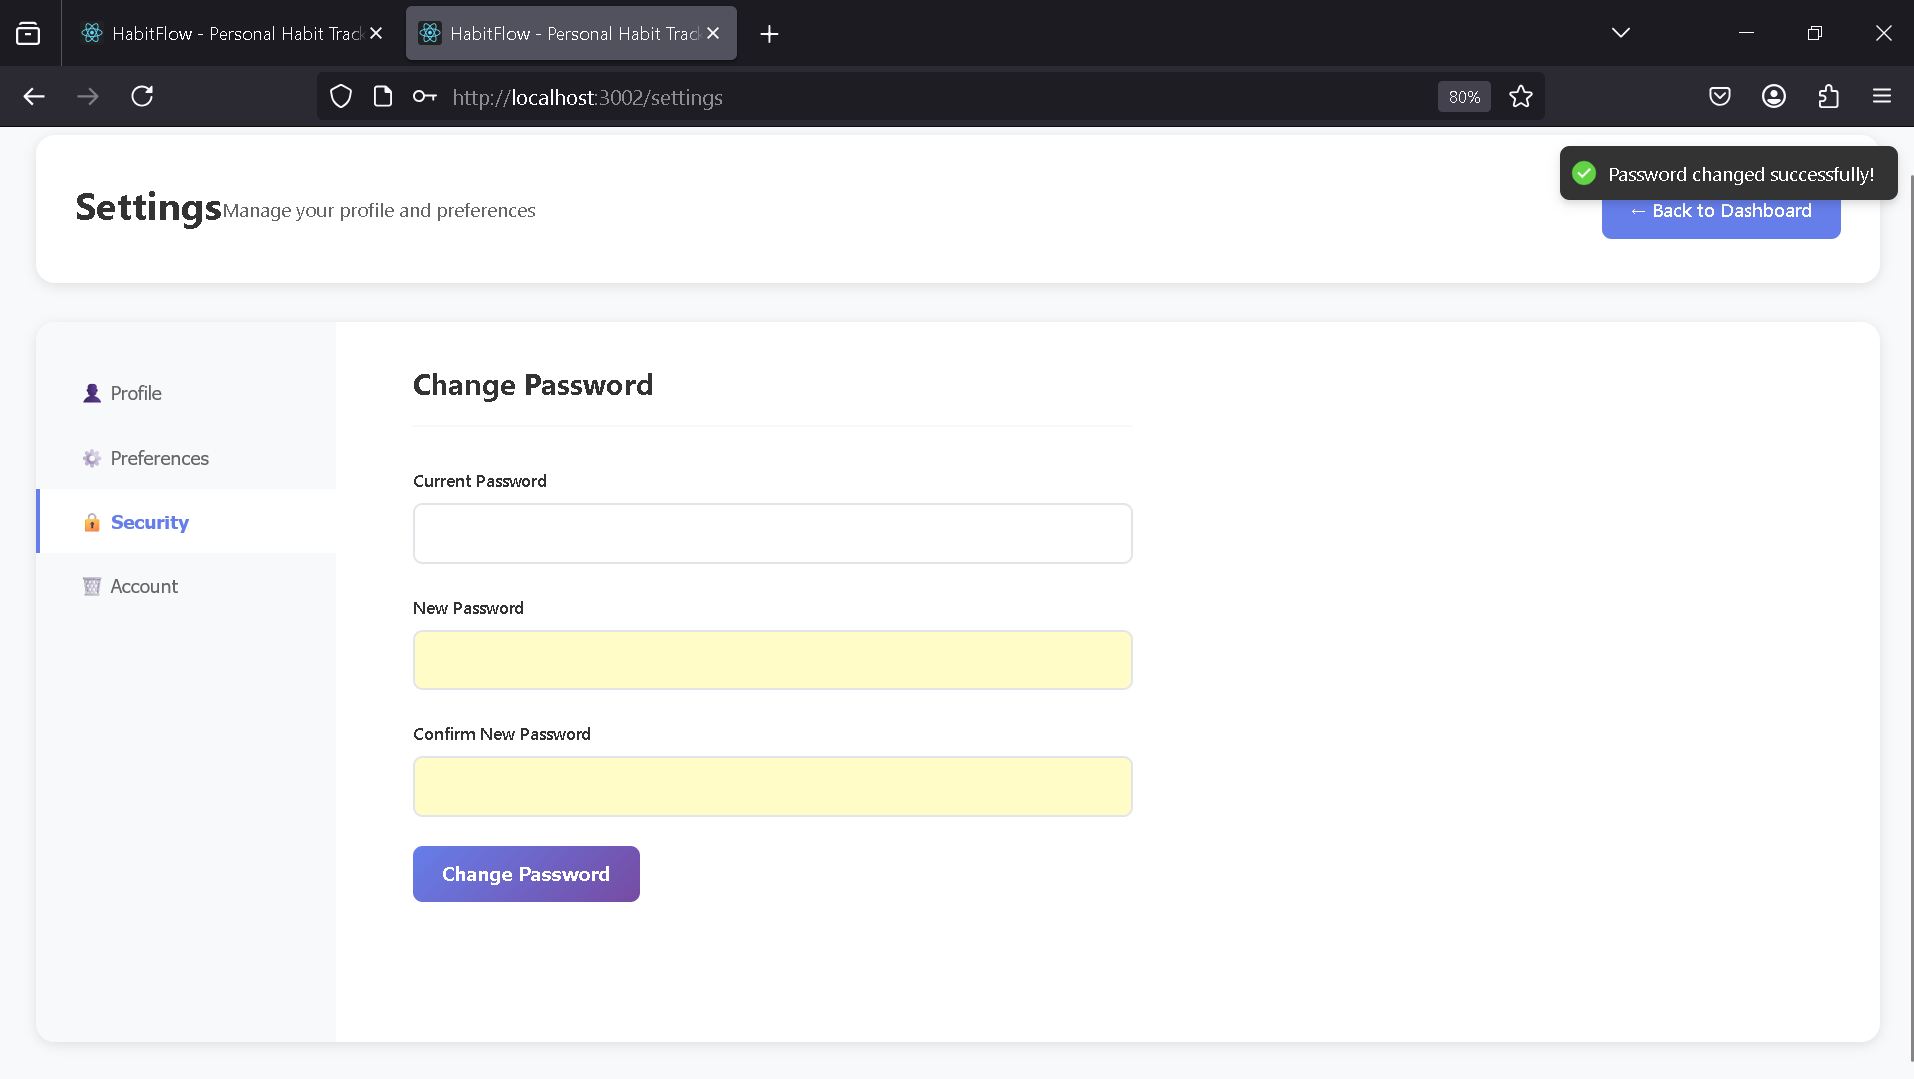 HabitFlow - Personal Habit Trac
HabitFlow - Personal Habit Trac
http://localhost:3002/settings
80%
Password changed successfully!
Settings
Manage your profile and preferences
← Back to Dashboard
Profile
Preferences
Security
Account
Change Password
Current Password
New Password
Confirm New Password
Change Password